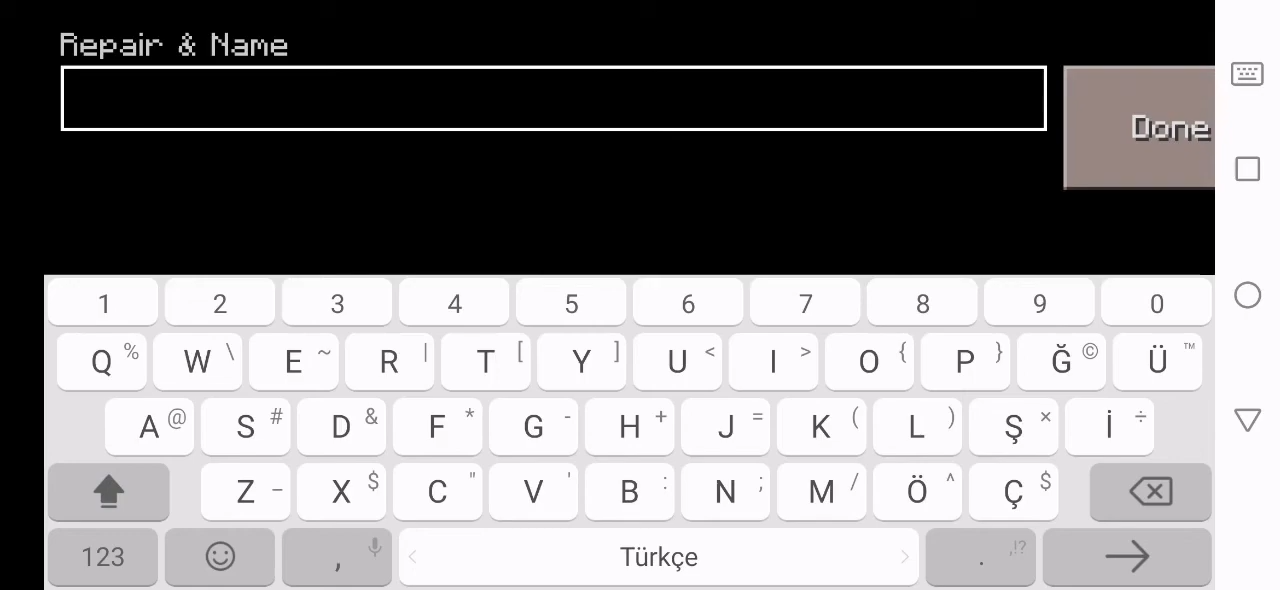 Repair & Name
Done
1 2 3 4 5 6 7 8 9 0
Q % W \ E ~ R | T [ Y ] U < I > O { P } Ğ © Ü ™
A @ S # D & F * G - H + J = K ( L ) Ş × İ ÷
Z _ X $ C " V ' B : N ; M / Ö ^ Ç $
123 , Türkçe . ,!?